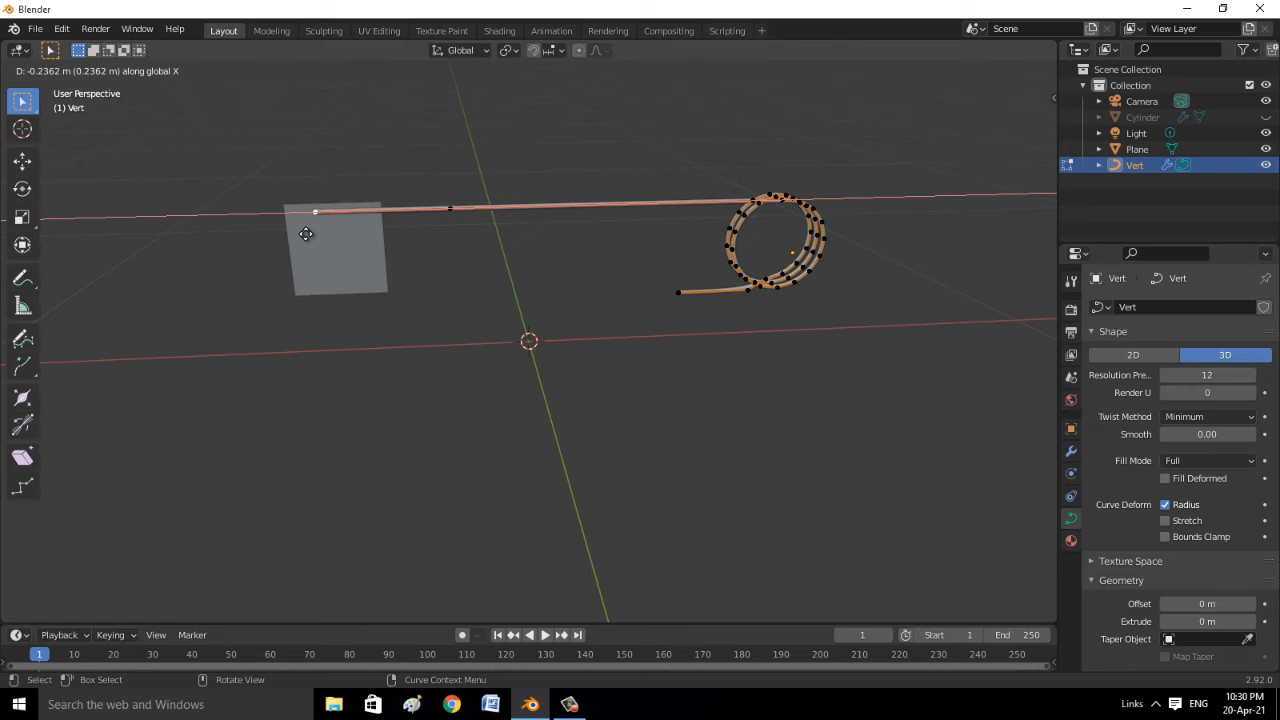 Blender
File Edit Render Window Help
Layout Modeling Sculpting UV Editing Texture Paint Shading Animation Rendering Compositing Scripting
Scene
View Layer
Global
D: -0.2362 m (0.2362 m) along global X
User Perspective
(1) Vert
Scene Collection
Collection
Camera
Cylinder
Light
Plane
Vert
Vert Vert
Vert
Shape
2D 3D
Resolution Pre... 12
Render U 0
Twist Method Minimum
Smooth 0.00
Fill Mode Full
Fill Deformed
Curve Deform Radius
Stretch
Bounds Clamp
Texture Space
Geometry
Offset 0 m
Extrude 0 m
Taper Object
Map Taper
Playback Keying View Marker
1 Start 1 End 250
1 10 20 30 40 50 60 70 80 90 100 110 120 130 140 150 160 170 180 190 200 210 220 230 240 250
Select Box Select Rotate View Curve Context Menu 2.92.0
Search the web and Windows
Links ENG
10:30 PM
20-Apr-21